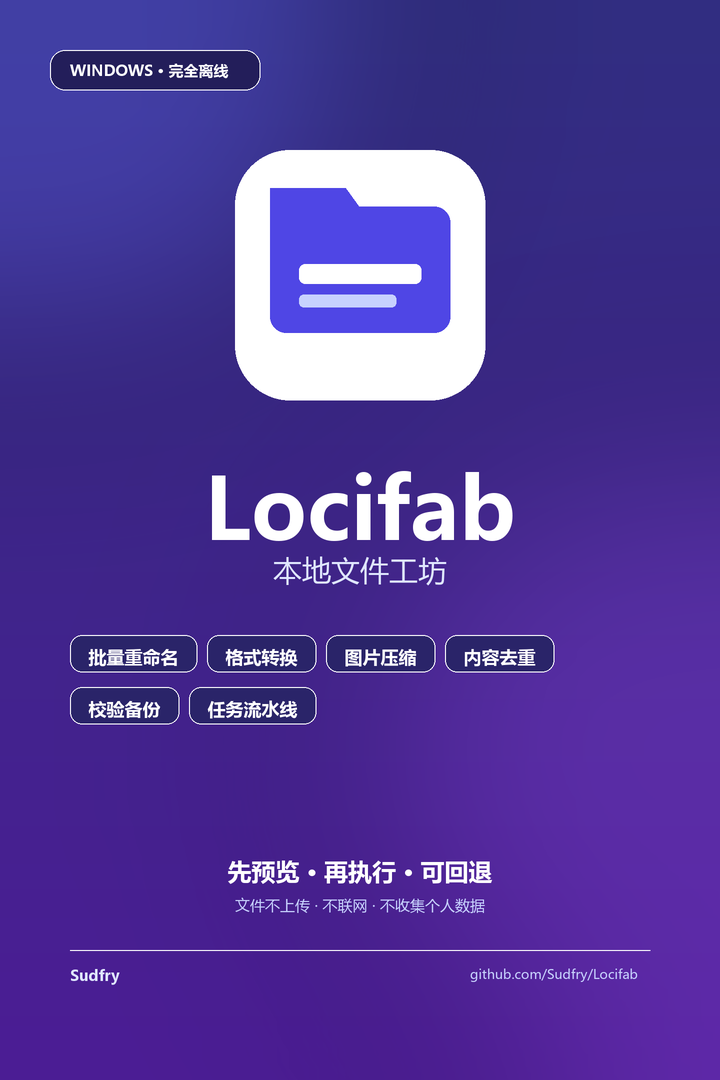 WINDOWS • 完全离线
Locifab
本地文件工坊
批量重命名 格式转换 图片压缩 内容去重
校验备份 任务流水线
先预览 • 再执行 • 可回退
文件不上传 · 不联网 · 不收集个人数据
Sudfry github.com/Sudfry/Locifab